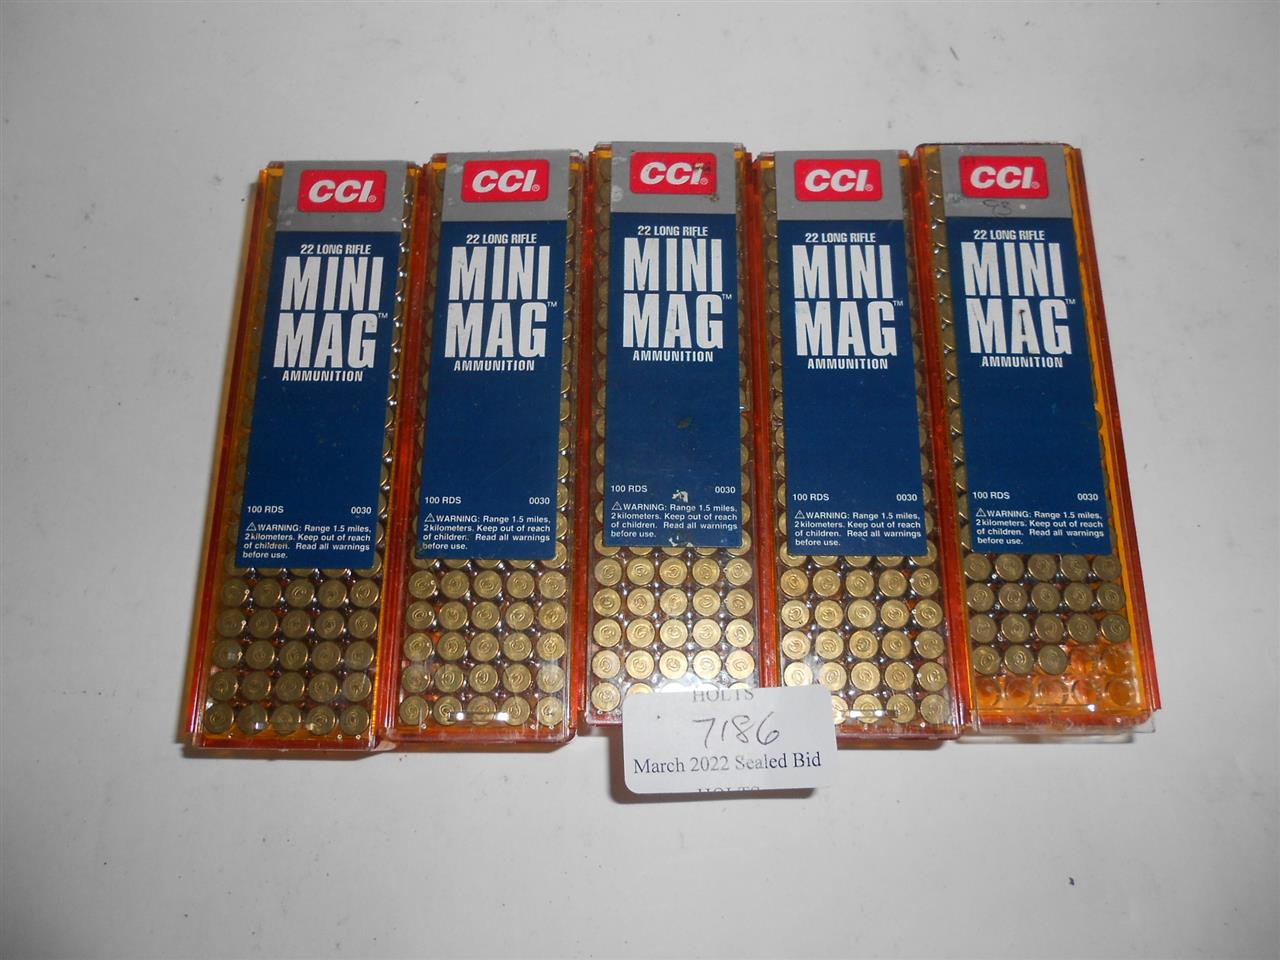 CCI®
22 LONG RIFLE
MINI
MAG™
AMMUNITION
100 RDS 0030
⚠WARNING: Range 1.5 miles,
2 kilometers. Keep out of reach
of children. Read all warnings
before use.
CCI®
22 LONG RIFLE
MINI
MAG™
AMMUNITION
100 RDS 0030
⚠WARNING: Range 1.5 miles,
2 kilometers. Keep out of reach
of children. Read all warnings
before use.
CCI®
22 LONG RIFLE
MINI
MAG™
AMMUNITION
100 RDS 0030
⚠WARNING: Range 1.5 miles,
2 kilometers. Keep out of reach
of children. Read all warnings
before use.
CCI®
22 LONG RIFLE
MINI
MAG™
AMMUNITION
100 RDS 0030
⚠WARNING: Range 1.5 miles,
2 kilometers. Keep out of reach
of children. Read all warnings
before use.
CCI®
93
22 LONG RIFLE
MINI
MAG™
AMMUNITION
100 RDS 0030
⚠WARNING: Range 1.5 miles,
2 kilometers. Keep out of reach
of children. Read all warnings
before use.
HOLTS
7186
March 2022 Sealed Bid
HOLTS